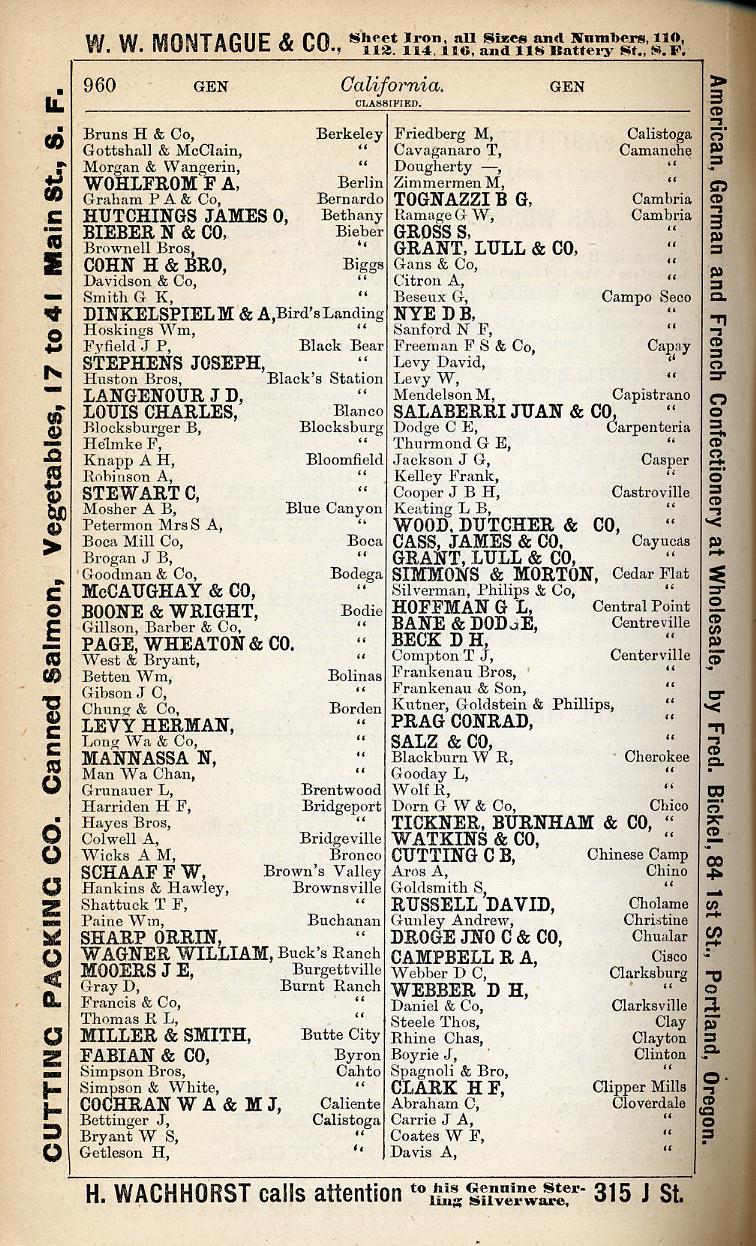 W. W. MONTAGUE & CO., Sheet Iron, all Sizes and Numbers, 110, 112. 114, 116, and 118 Battery St., S. F.
960 GEN California. GEN
CLASSIFIED.
Bruns H & Co, Berkeley
Gottshall & McClain, “
Morgan & Wangerin, “
WOHLFROM F A, Berlin
Graham P A & Co, Bernardo
HUTCHINGS JAMES O, Bethany
BIEBER N & CO, Bieber
Brownell Bros, “
COHN H & BRO, Biggs
Davidson & Co, “
Smith G K, “
DINKELSPIEL M & A, Bird's Landing
Hoskings Wm, “
Fyfield J P, Black Bear
STEPHENS JOSEPH, “
Huston Bros, Black's Station
LANGENOUR J D, “
LOUIS CHARLES, Blanco
Blocksburger B, Blocksburg
Helmke F, “
Knapp A H, Bloomfield
Robinson A, “
STEWART C, “
Mosher A B, Blue Canyon
Petermon Mrs S A, “
Boca Mill Co, Boca
Brogan J B, “
Goodman & Co, Bodega
McCAUGHAY & CO, “
BOONE & WRIGHT, Bodie
Gillson, Barber & Co, “
PAGE, WHEATON & CO. “
West & Bryant, “
Betten Wm, Bolinas
Gibson J C, “
Chung & Co, Borden
LEVY HERMAN, “
Long Wa & Co, “
MANNASSA N, “
Man Wa Chan, “
Grunauer L, Brentwood
Harriden H F, Bridgeport
Hayes Bros, “
Colwell A, Bridgeville
Wicks A M, Bronco
SCHAAF F W, Brown's Valley
Hankins & Hawley, Brownsville
Shattuck T F, “
Paine Wm, Buchanan
SHARP ORRIN, “
WAGNER WILLIAM, Buck's Ranch
MOOERS J E, Burgettville
Gray D, Burnt Ranch
Francis & Co, “
Thomas R L, “
MILLER & SMITH, Butte City
FABIAN & CO, Byron
Simpson Bros, Cahto
Simpson & White, “
COCHRAN W A & M J, Caliente
Bettinger J, Calistoga
Bryant W S, “
Getleson H, “
Friedberg M, Calistoga
Cavaganaro T, Camanche
Dougherty —, “
Zimmermen M, “
TOGNAZZI B G, Cambria
Ramage G W, Cambria
GROSS S, “
GRANT, LULL & CO, “
Gans & Co, “
Citron A, “
Beseux G, Campo Seco
NYE D B, “
Sanford N F, “
Freeman F S & Co, Capay
Levy David, “
Levy W, “
Mendelson M, Capistrano
SALABERRI JUAN & CO, “
Dodge C E, Carpenteria
Thurmond G E, “
Jackson J G, Casper
Kelley Frank, “
Cooper J B H, Castroville
Keating L B, “
WOOD, DUTCHER & CO, “
CASS, JAMES & CO, Cayucas
GRANT, LULL & CO, “
SIMMONS & MORTON, Cedar Flat
Silverman, Philips & Co, “
HOFFMAN G L, Central Point
BANE & DODGE, Centreville
BECK D H, “
Compton T J, Centerville
Frankenau Bros, “
Frankenau & Son, “
Kutner, Goldstein & Phillips, “
PRAG CONRAD, “
SALZ & CO, “
Blackburn W R, Cherokee
Gooday L, “
Wolf R, “
Dorn G W & Co, Chico
TICKNER, BURNHAM & CO, “
WATKINS & CO, “
CUTTING C B, Chinese Camp
Aros A, Chino
Goldsmith S, “
RUSSELL DAVID, Cholame
Gunley Andrew, Christine
DROGE JNO C & CO, Chualar
CAMPBELL R A, Cisco
Webber D C, Clarksburg
WEBBER D H, “
Daniel & Co, Clarksville
Steele Thos, Clay
Rhine Chas, Clayton
Boyrie J, Clinton
Spagnoli & Bro, “
CLARK H F, Clipper Mills
Abraham C, Cloverdale
Carrie J A, “
Coates W F, “
Davis A, “
H. WACHHORST calls attention to his Genuine Sterling Silverware, 315 J St.
CUTTING PACKING CO. Canned Salmon, Vegetables, 17 to 41 Main St., S. F.
American, German and French Confectionery at Wholesale, by Fred. Bickel, 84 1st St., Portland, Oregon.